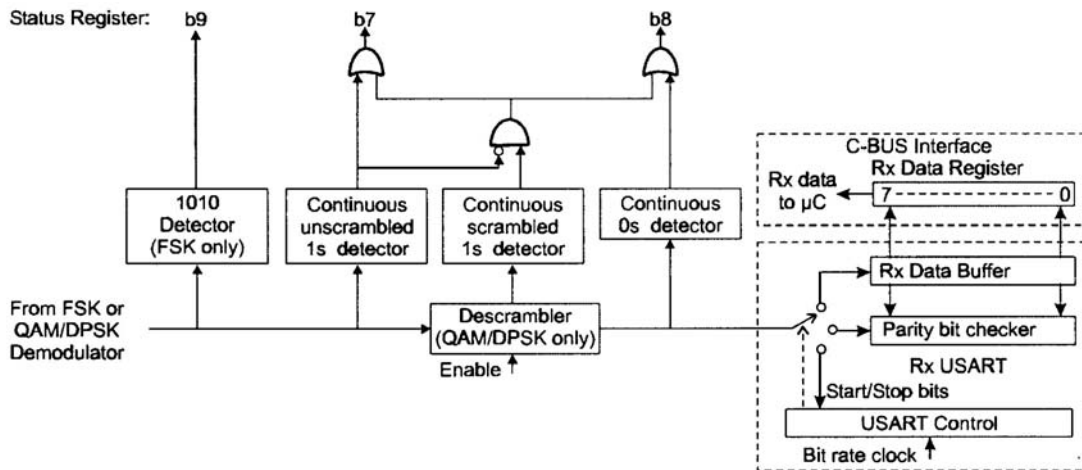 Status Register: b9 b7 b8
C-BUS Interface
Rx Data Register
Rx data
to µC
7 0
1010
Detector
(FSK only)
Continuous
unscrambled
1s detector
Continuous
scrambled
1s detector
Continuous
0s detector
Rx Data Buffer
From FSK or
QAM/DPSK
Demodulator
Descrambler
(QAM/DPSK only)
Enable
Parity bit checker
Rx USART
Start/Stop bits
USART Control
Bit rate clock